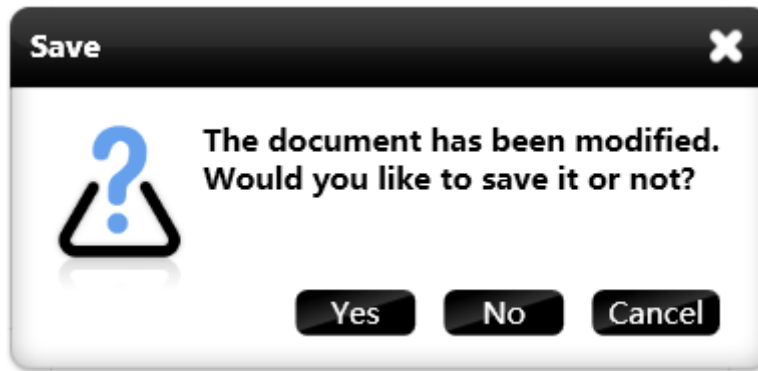 Save
The document has been modified.
Would you like to save it or not?
Yes No Cancel